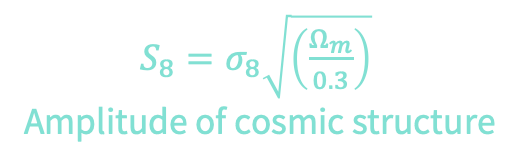 S₈ = σ₈√(Ωₘ/0.3)
Amplitude of cosmic structure